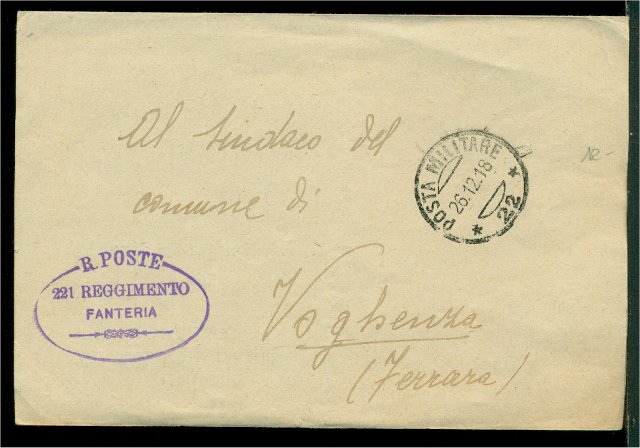 Al Sindaco del
comune di
Voghenza
(Ferrara)
POSTA MILITARE
26.12.18
* 22 *
R. POSTE
221 REGGIMENTO
FANTERIA